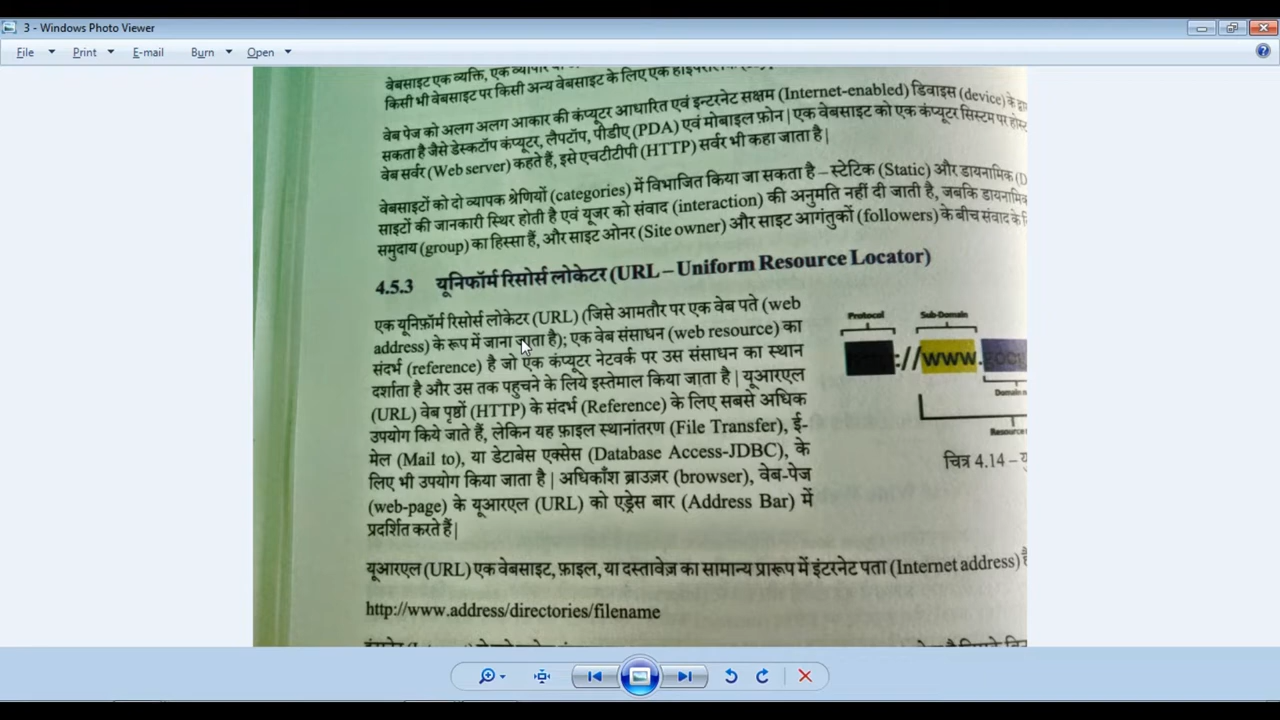 3 - Windows Photo Viewer
File Print E-mail Burn Open
वेबसाइट एक व्यक्ति, एक व्यापार
किसी भी वेबसाइट पर किसी अन्य वेबसाइट के लिए एक
वेब पेज को अलग अलग आकार की कंप्यूटर आधारित एवं इन्टरनेट सक्षम (Internet-enabled) डिवाइस (device) के
सकता है जैसे डेस्कटॉप कंप्यूटर, लैपटॉप, पीडीए (PDA) एवं मोबाइल फ़ोन | एक वेबसाइट को एक कंप्यूटर सिस्टम पर
वेब सर्वर (Web server) कहते हैं, इसे एचटीटीपी (HTTP) सर्वर भी कहा जाता है |
वेबसाइटों को दो व्यापक श्रेणियों (categories) में विभाजित किया जा सकता है – स्टेटिक (Static) और डायनामिक (D
साइटों की जानकारी स्थिर होती है एवं यूजर को संवाद (interaction) की अनुमति नहीं दी जाती है, जबकि डायनामिक
समुदाय (group) का हिस्सा हैं, और साइट ओनर (Site owner) और साइट आगंतुकों (followers) के बीच संवाद के
4.5.3 यूनिफॉर्म रिसोर्स लोकेटर (URL – Uniform Resource Locator)
एक यूनिफ़ॉर्म रिसोर्स लोकेटर (URL) (जिसे आमतौर पर एक वेब पते (web
address) के रूप में जाना जाता है); एक वेब संसाधन (web resource) का
संदर्भ (reference) है जो एक कंप्यूटर नेटवर्क पर उस संसाधन का स्थान
दर्शाता है और उस तक पहुचने के लिये इस्तेमाल किया जाता है | यूआरएल
(URL) वेब पृष्ठों (HTTP) के संदर्भ (Reference) के लिए सबसे अधिक
उपयोग किये जाते हैं, लेकिन यह फ़ाइल स्थानांतरण (File Transfer), ई-
मेल (Mail to), या डेटाबेस एक्सेस (Database Access-JDBC), के
लिए भी उपयोग किया जाता है | अधिकाँश ब्राउज़र (browser), वेब-पेज
(web-page) के यूआरएल (URL) को एड्रेस बार (Address Bar) में
प्रदर्शित करते हैं |
Protocol Sub-Domain
://www.
Domain
Resource
चित्र 4.14 –
यूआरएल (URL) एक वेबसाइट, फ़ाइल, या दस्तावेज़ का सामान्य प्रारूप में इंटरनेट पता (Internet address)
http://www.address/directories/filename